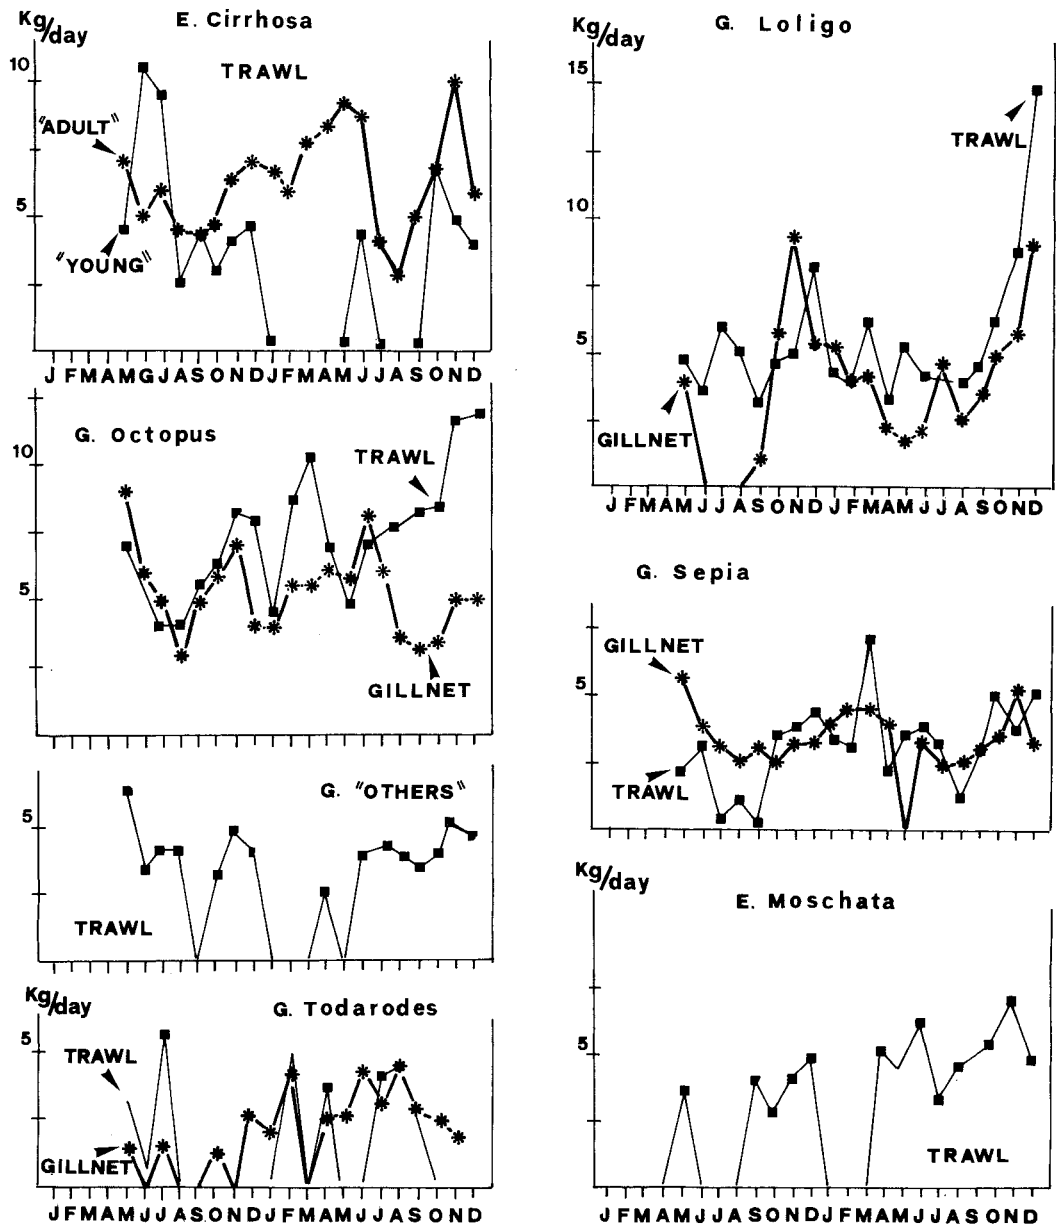 Kg/day
E. Cirrhosa
TRAWL
10
"ADULT"
5
"YOUNG"
J F M A M G J A S O N D J F M A M J J A S O N D
G. Octopus
10
TRAWL
5
GILLNET
G. "OTHERS"
5
TRAWL
Kg/day
G. Todarodes
5
TRAWL
GILLNET
J F M A M J J A S O N D J F M A M J J A S O N D
Kg/day
G. Loligo
15
TRAWL
10
5
GILLNET
J F M A M J J A S O N D J F M A M J J A S O N D
G. Sepia
GILLNET
5
TRAWL
Kg/day
E. Moschata
5
TRAWL
J F M A M J J A S O N D J F M A M J J A S O N D